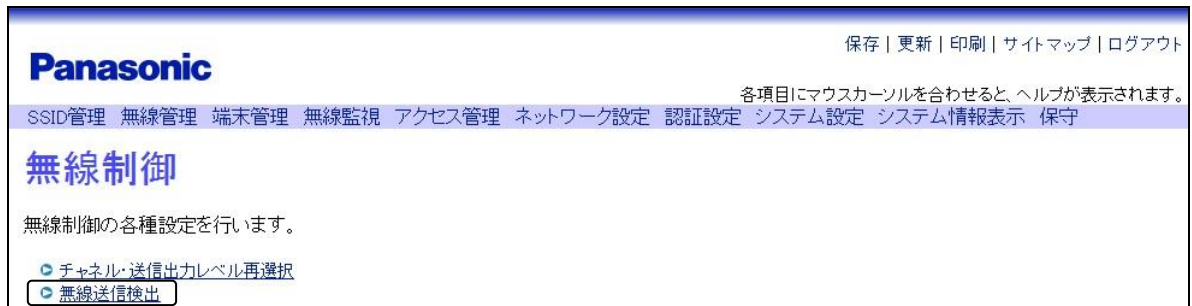 保存 | 更新 | 印刷 | サイトマップ | ログアウト
Panasonic
各項目にマウスカーソルを合わせると、ヘルプが表示されます。
SSID管理 無線管理 端末管理 無線監視 アクセス管理 ネットワーク設定 認証設定 システム設定 システム情報表示 保守
無線制御
無線制御の各種設定を行います。
チャネル・送信出力レベル再選択
無線送信検出